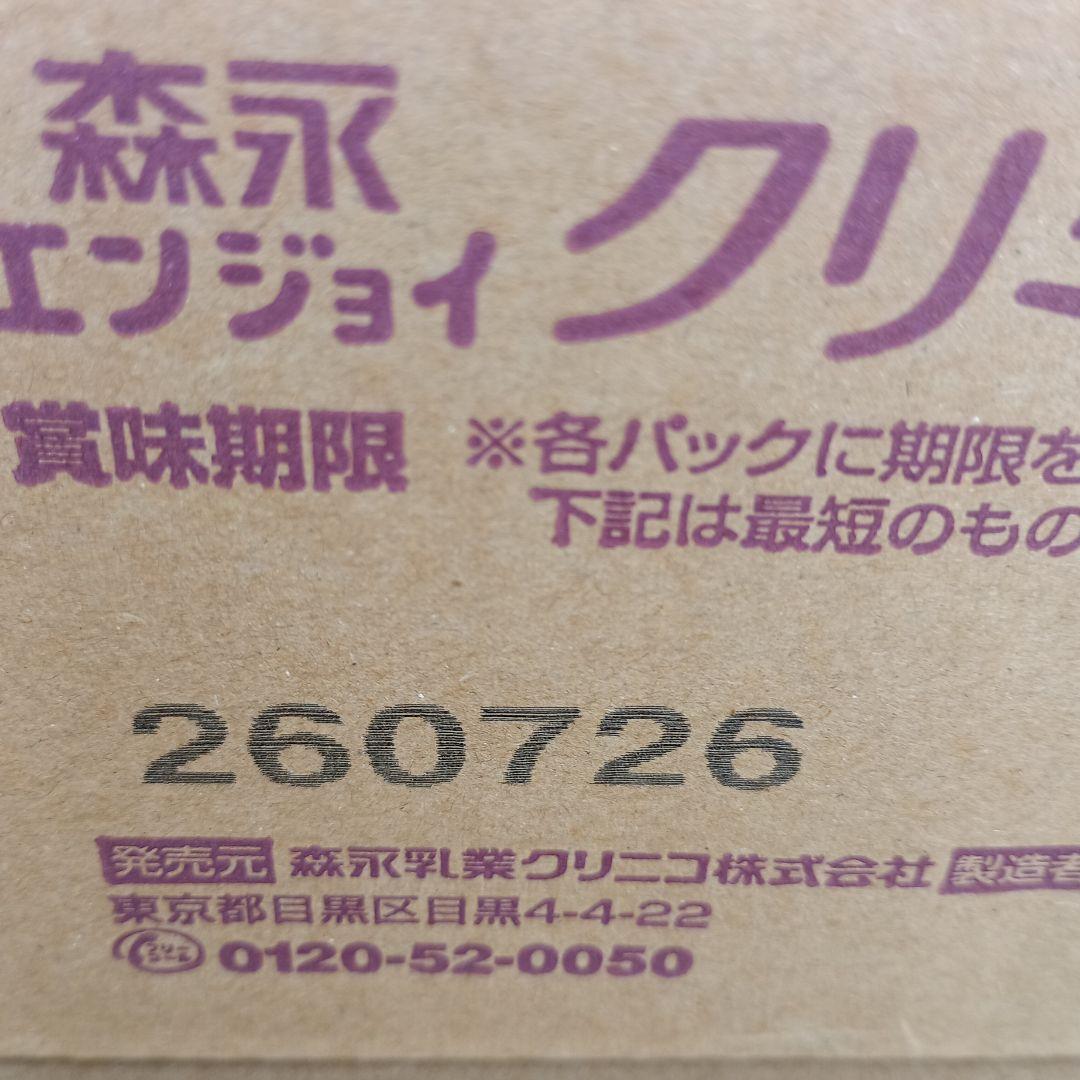 森永
エンジョイ クリ
賞味期限 ※各パックに期限を
下記は最短のもの
260726
発売元 森永乳業クリニコ株式会社 製造者
東京都目黒区目黒4-4-22
0120-52-0050